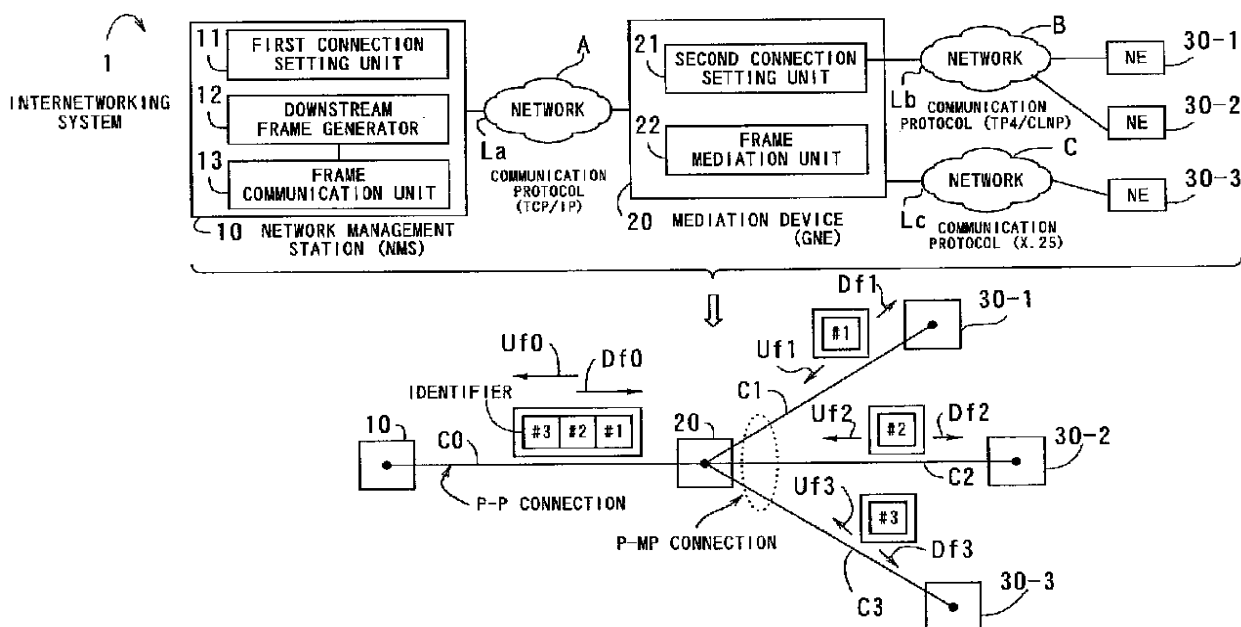 1
INTERNETWORKING
SYSTEM
11
FIRST CONNECTION
SETTING UNIT
12
DOWNSTREAM
FRAME GENERATOR
13
FRAME
COMMUNICATION UNIT
10 NETWORK MANAGEMENT
STATION (NMS)
A
NETWORK
La
COMMUNICATION
PROTOCOL
(TCP/IP)
21
SECOND CONNECTION
SETTING UNIT
22
FRAME
MEDIATION UNIT
20 MEDIATION DEVICE
(GNE)
B
NETWORK
Lb
COMMUNICATION
PROTOCOL (TP4/CLNP)
C
NETWORK
Lc
COMMUNICATION
PROTOCOL (X.25)
30-1
NE
30-2
NE
30-3
NE
Uf0
Df0
IDENTIFIER
#3 #2 #1
10
C0
P-P CONNECTION
20
P-MP CONNECTION
Df1
#1
Uf1
C1
30-1
Uf2
#2
Df2
C2
30-2
Uf3
#3
Df3
C3
30-3